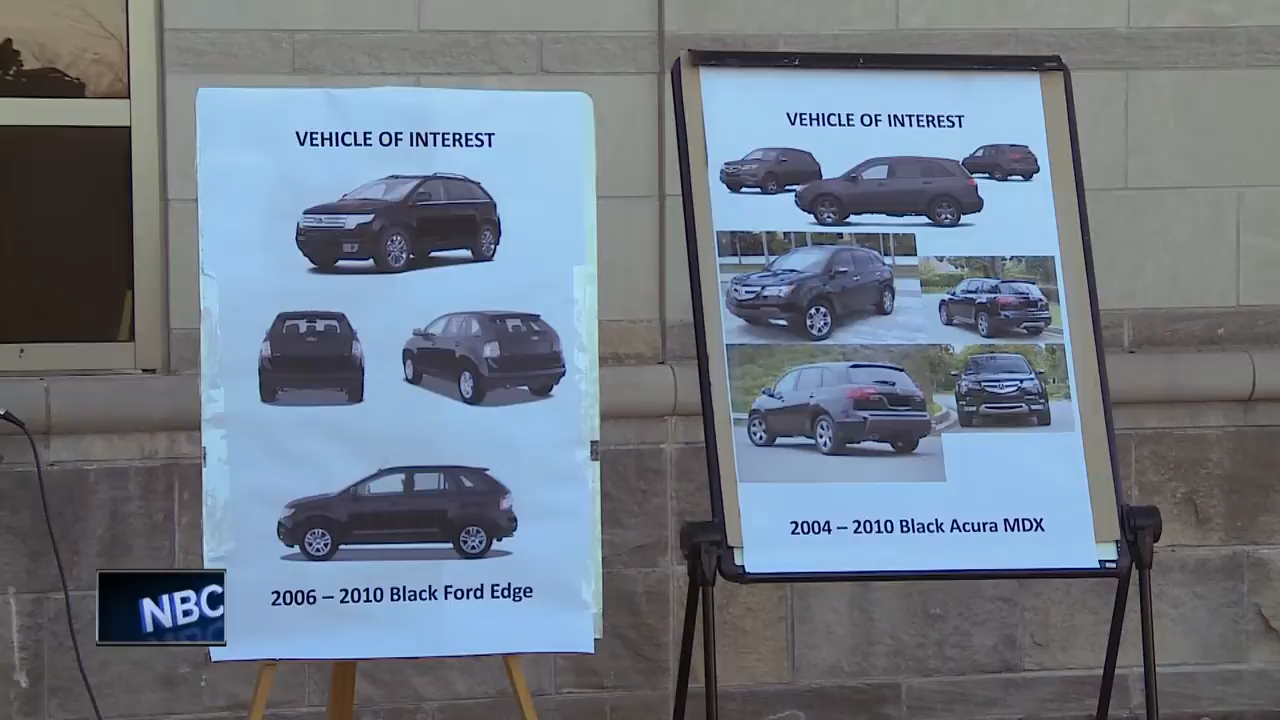 VEHICLE OF INTEREST
2006 – 2010 Black Ford Edge
VEHICLE OF INTEREST
2004 – 2010 Black Acura MDX
NBC